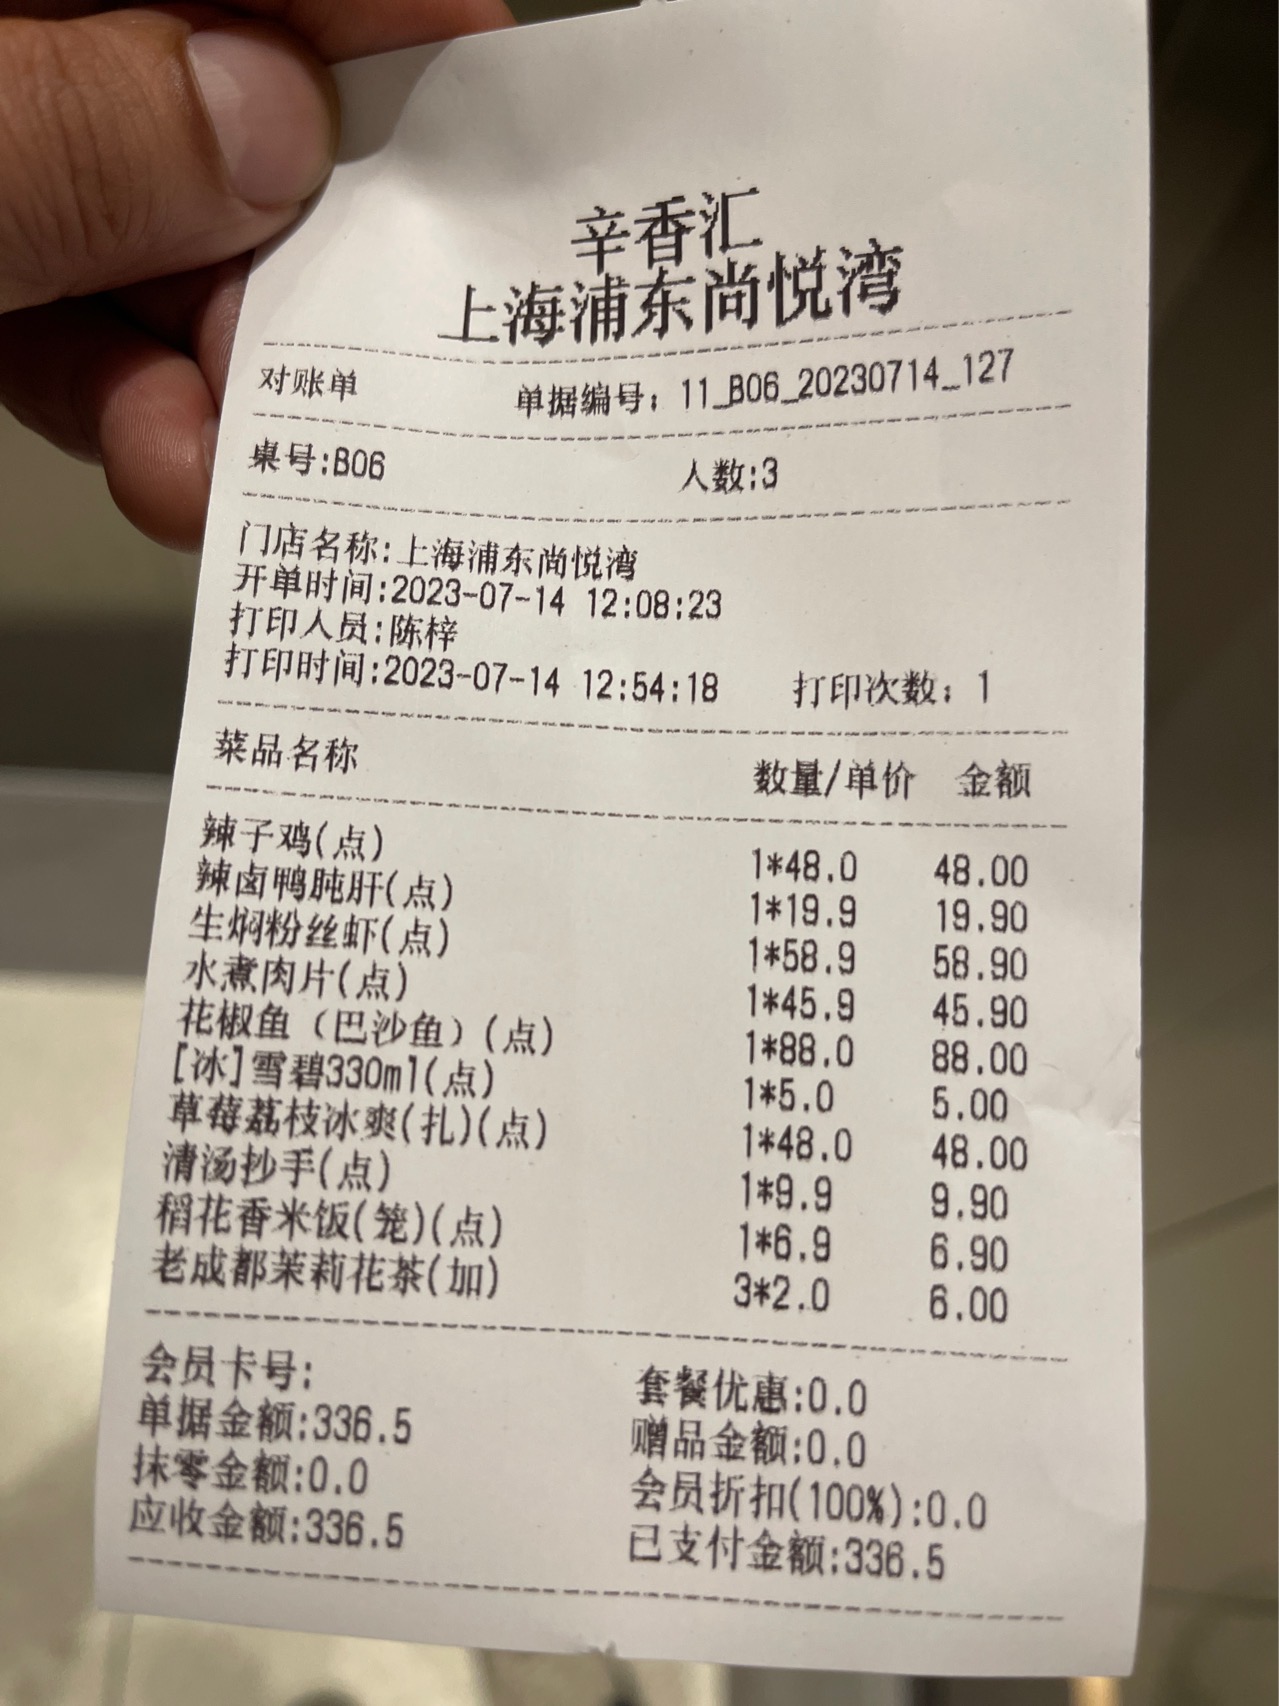 辛香汇
上海浦东尚悦湾
对账单 单据编号：11_B06_20230714_127
桌号:B06 人数:3
门店名称:上海浦东尚悦湾
开单时间:2023-07-14 12:08:23
打印人员:陈梓
打印时间:2023-07-14 12:54:18 打印次数：1
菜品名称 数量/单价 金额
辣子鸡(点) 1*48.0 48.00
辣卤鸭肫肝(点) 1*19.9 19.90
生焖粉丝虾(点) 1*58.9 58.90
水煮肉片(点) 1*45.9 45.90
花椒鱼（巴沙鱼）(点) 1*88.0 88.00
[冰]雪碧330ml(点) 1*5.0 5.00
草莓荔枝冰爽(扎)(点) 1*48.0 48.00
清汤抄手(点) 1*9.9 9.90
稻花香米饭(笼)(点) 1*6.9 6.90
老成都茉莉花茶(加) 3*2.0 6.00
会员卡号: 套餐优惠:0.0
单据金额:336.5 赠品金额:0.0
抹零金额:0.0 会员折扣(100%):0.0
应收金额:336.5 已支付金额:336.5